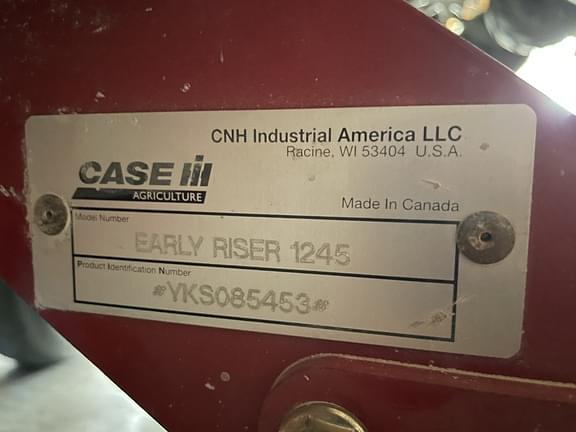 CNH Industrial America LLC
Racine, WI 53404 U.S.A.
CASE IH
AGRICULTURE
Made In Canada
Model Number
EARLY RISER 1245
Product Identification Number
*YKS085453*